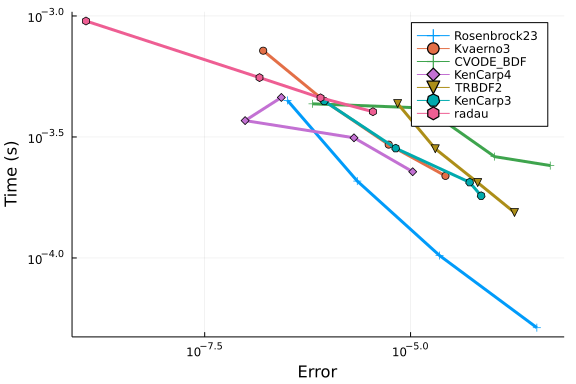 10^−3.0
Rosenbrock23
Kvaerno3
CVODE_BDF
KenCarp4
TRBDF2
KenCarp3
radau
10^−3.5
10^−4.0
Time (s)
10^−7.5
10^−5.0
Error